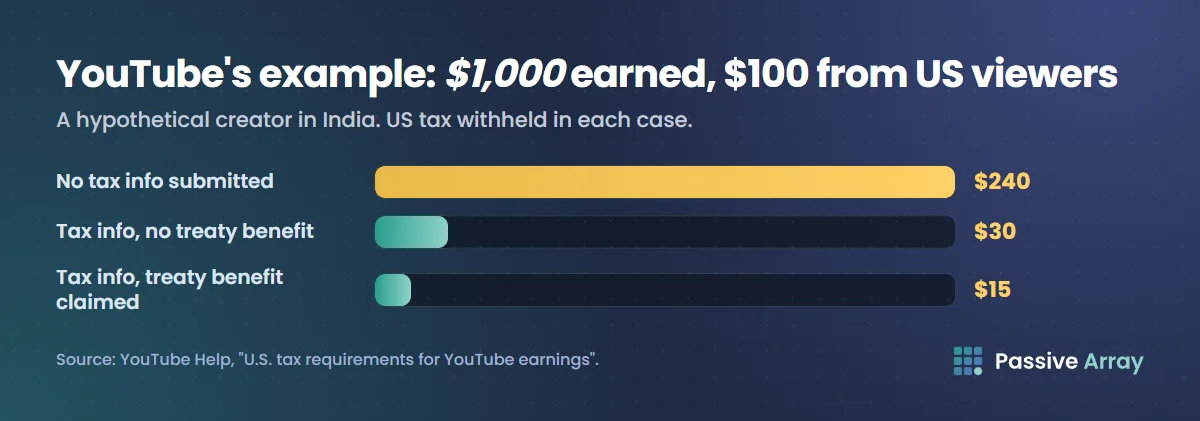 YouTube's example: $1,000 earned, $100 from US viewers
A hypothetical creator in India. US tax withheld in each case.
No tax info submitted
$240
Tax info, no treaty benefit
$30
Tax info, treaty benefit
claimed
$15
Source: YouTube Help, "U.S. tax requirements for YouTube earnings".
Passive Array